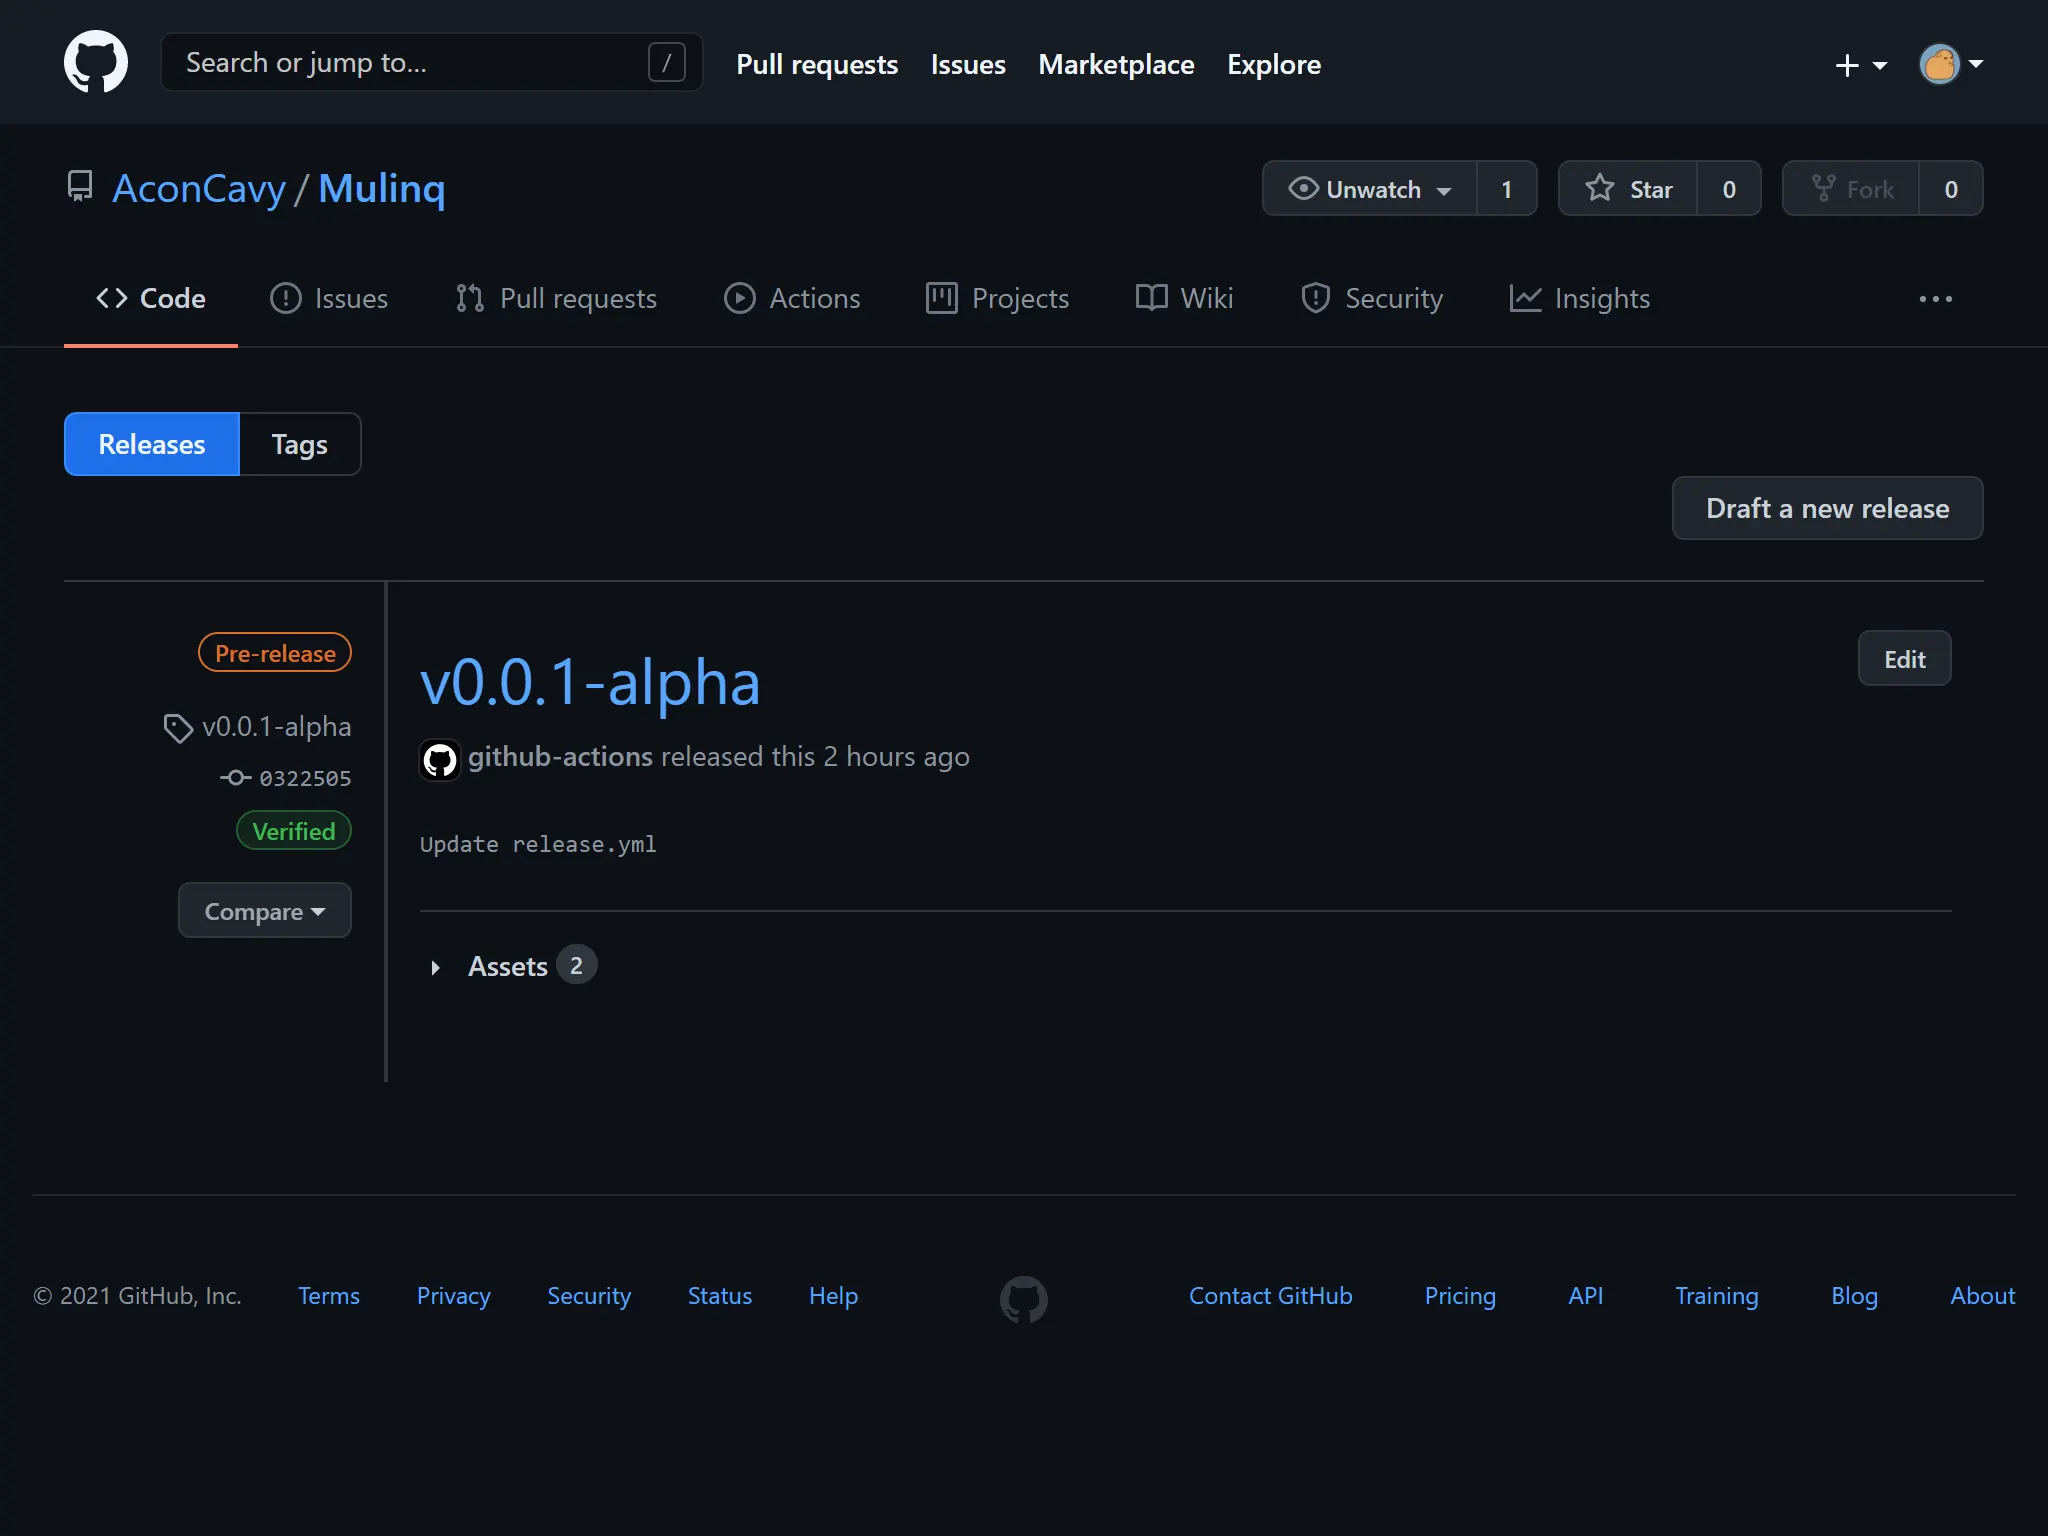 Search or jump to... /
Pull requests Issues Marketplace Explore
AconCavy / Mulinq
Unwatch 1 Star 0 Fork 0
Code Issues Pull requests Actions Projects Wiki Security Insights
Releases Tags
Draft a new release
Pre-release
v0.0.1-alpha
0322505
Verified
Compare
v0.0.1-alpha
Edit
github-actions released this 2 hours ago
Update release.yml
Assets 2
© 2021 GitHub, Inc. Terms Privacy Security Status Help Contact GitHub Pricing API Training Blog About